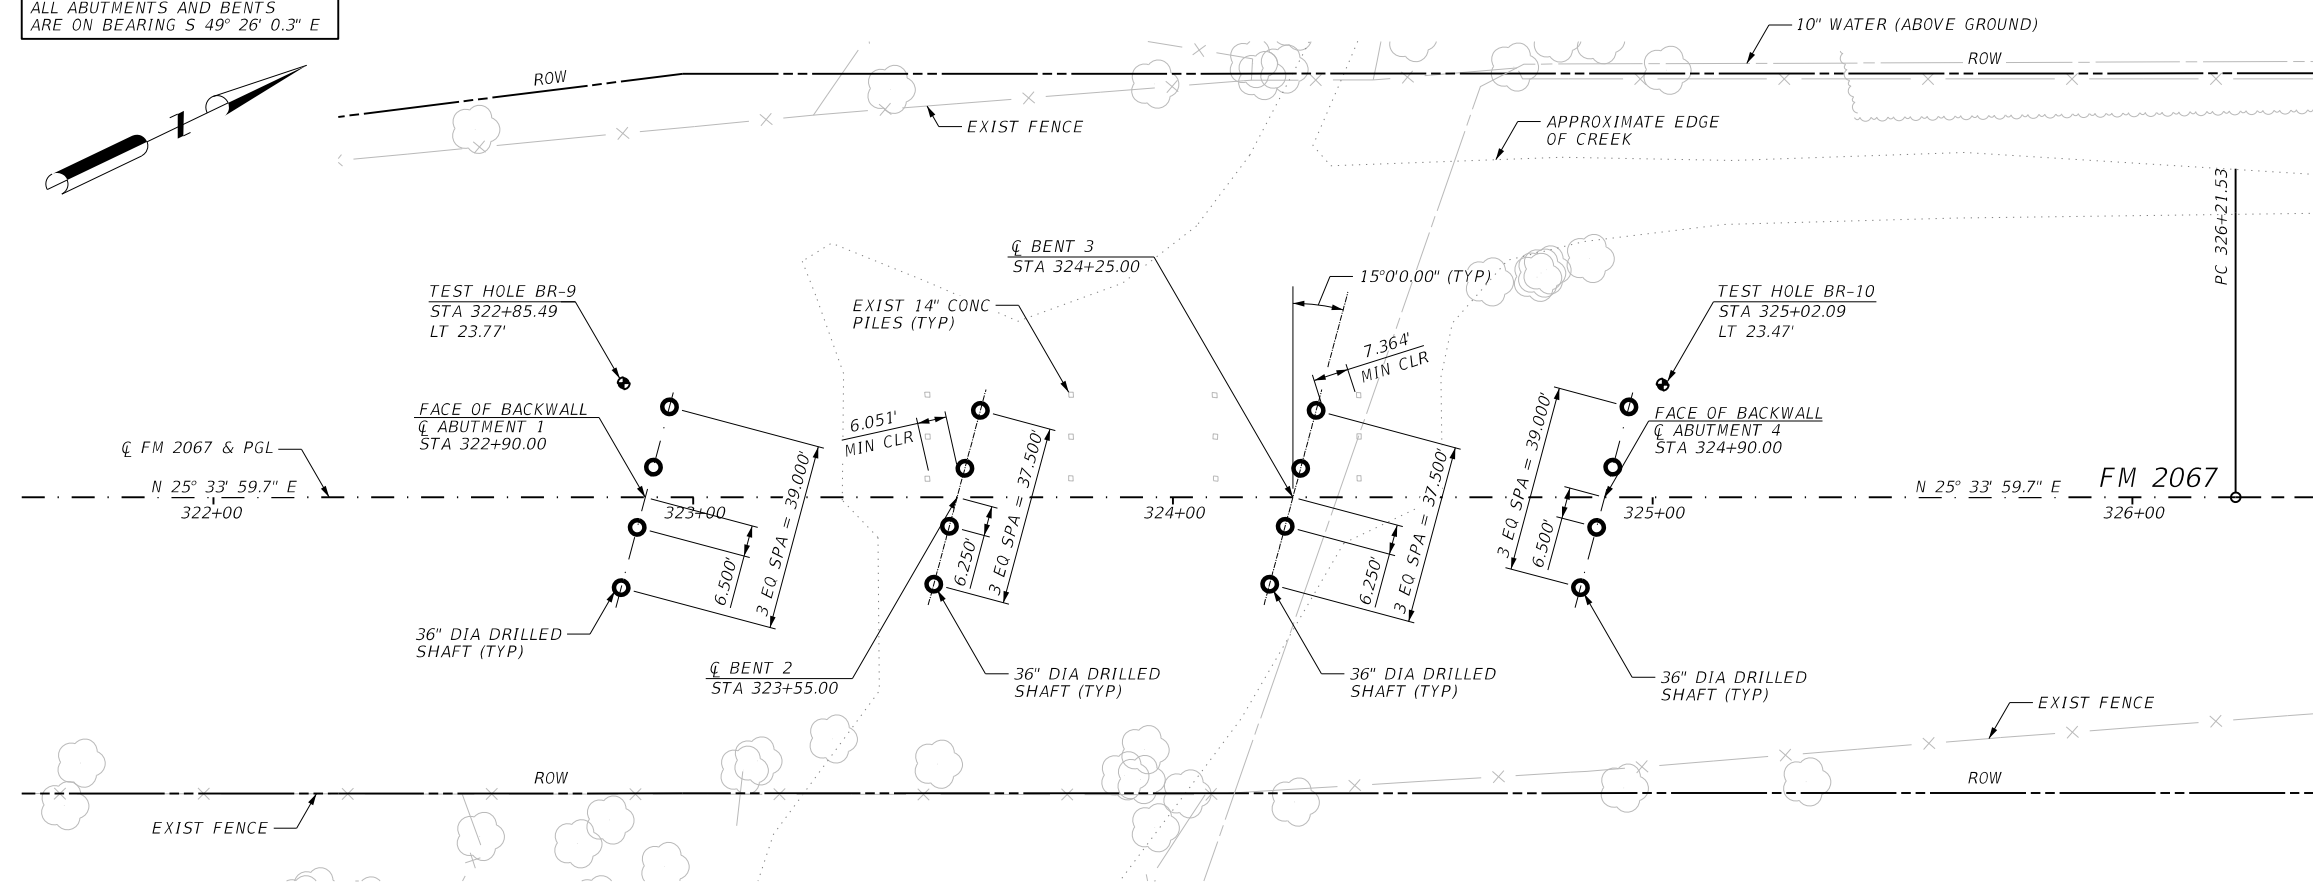 ALL ABUTMENTS AND BENTS
ARE ON BEARING S 49° 26' 0.3" E
10" WATER (ABOVE GROUND)
ROW
ROW
EXIST FENCE
APPROXIMATE EDGE
OF CREEK
PC 326+21.53
℄ BENT 3
STA 324+25.00
15°0'0.00" (TYP)
TEST HOLE BR-9
STA 322+85.49
LT 23.77'
EXIST 14" CONC
PILES (TYP)
TEST HOLE BR-10
STA 325+02.09
LT 23.47'
7.364'
MIN CLR
FACE OF BACKWALL
℄ ABUTMENT 1
STA 322+90.00
6.051'
MIN CLR
FACE OF BACKWALL
℄ ABUTMENT 4
STA 324+90.00
℄ FM 2067 & PGL
N 25° 33' 59.7" E
N 25° 33' 59.7" E
FM 2067
322+00
323+00
324+00
325+00
326+00
6.500'
3 EQ SPA = 39.000'
6.250'
3 EQ SPA = 37.500'
6.250'
3 EQ SPA = 37.500'
3 EQ SPA = 39.000'
6.500'
36" DIA DRILLED
SHAFT (TYP)
℄ BENT 2
STA 323+55.00
36" DIA DRILLED
SHAFT (TYP)
36" DIA DRILLED
SHAFT (TYP)
36" DIA DRILLED
SHAFT (TYP)
EXIST FENCE
ROW
ROW
EXIST FENCE